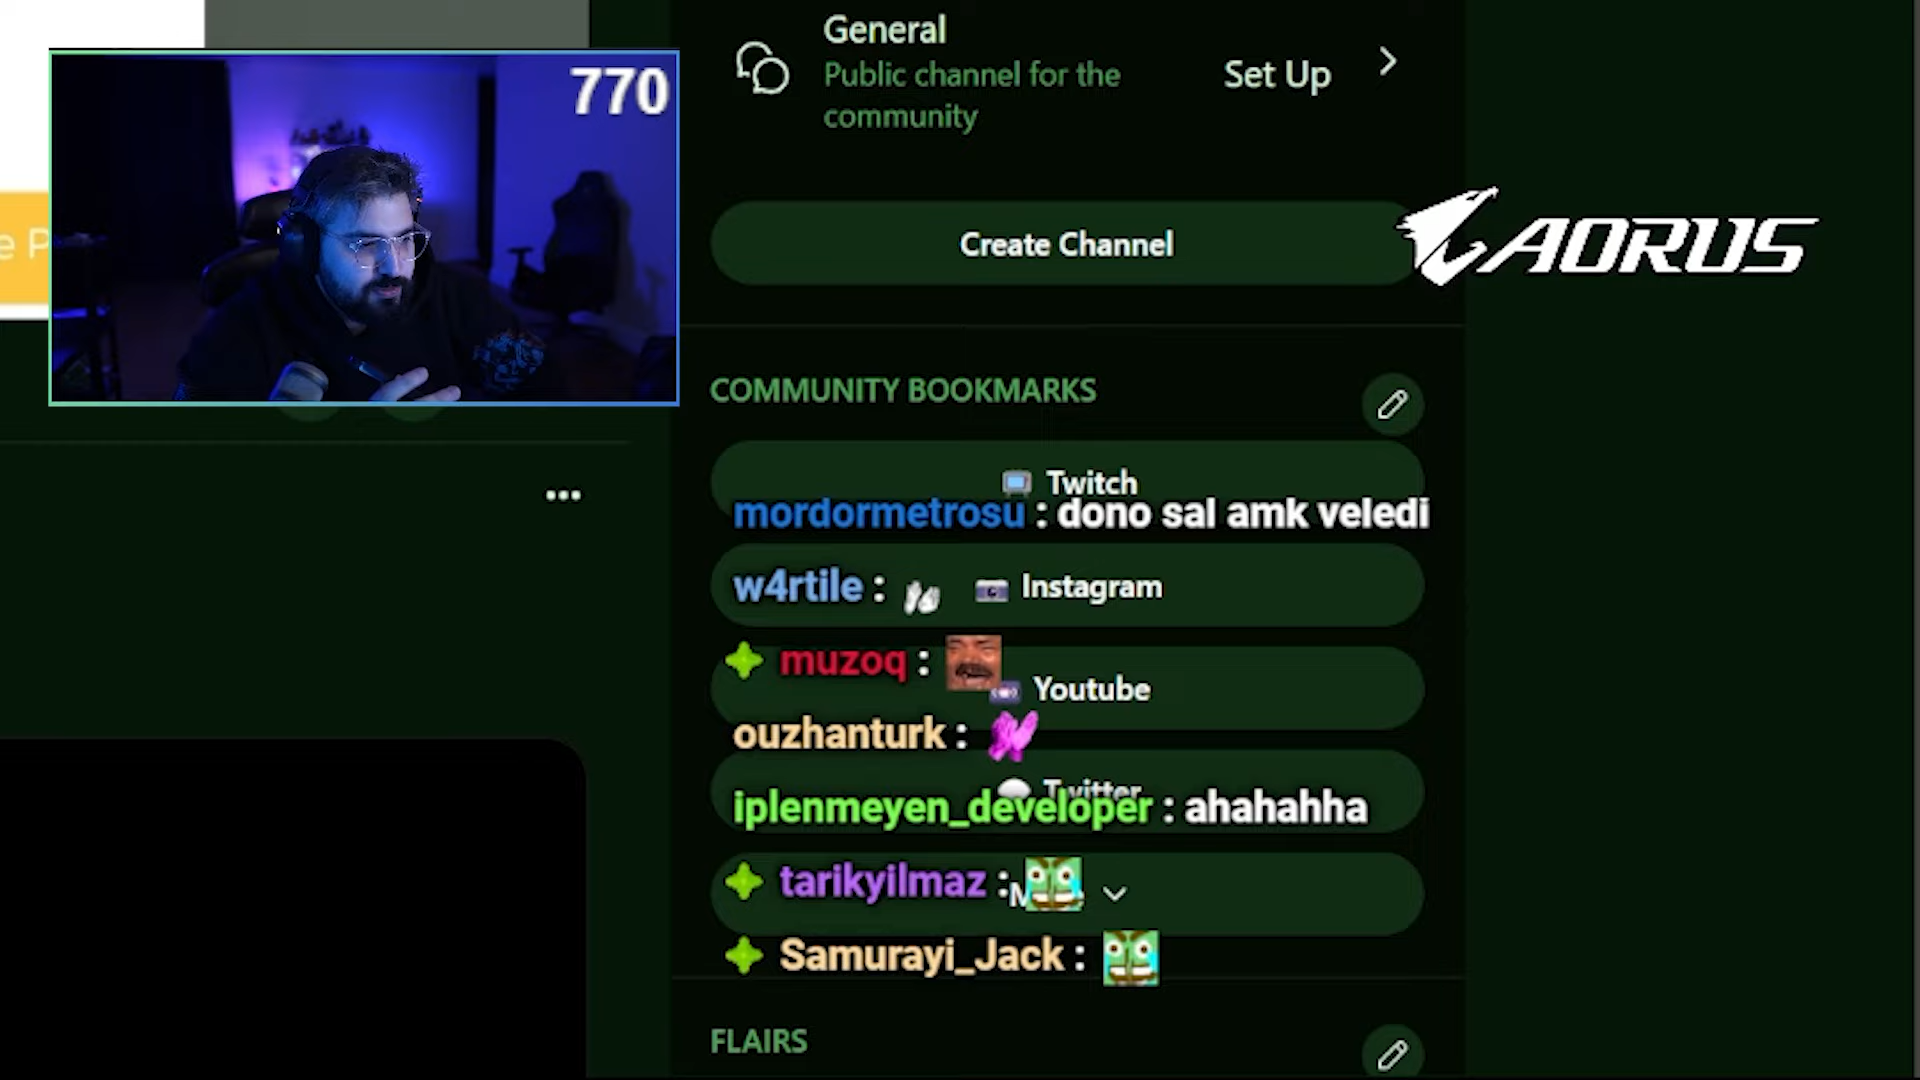 770
General
Public channel for the
community
Set Up
e P
Create Channel
AORUS
COMMUNITY BOOKMARKS
Twitch
mordormetrosu : dono sal amk veledi
w4rtile :
Instagram
muzoq :
Youtube
ouzhanturk :
Twitter
iplenmeyen_developer : ahahahha
tarikyilmaz :
Samurayi_Jack :
FLAIRS